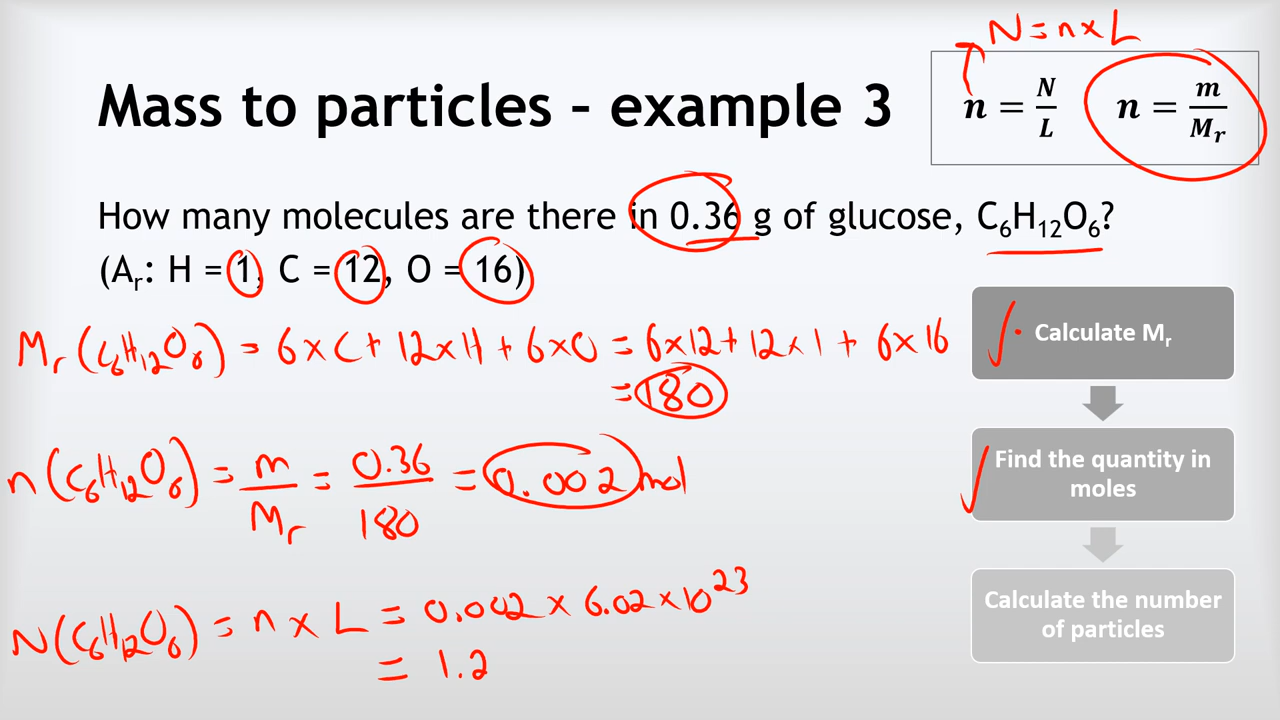 N = n x L
Mass to particles – example 3
n = N/L n = m/Mr
How many molecules are there in 0.36 g of glucose, C₆H₁₂O₆?
(Aᵣ: H = 1, C = 12, O = 16)
Mr (C₆H₁₂O₆) = 6 x C + 12 x H + 6 x O = 6 x 12 + 12 x 1 + 6 x 16
= 180
Calculate Mᵣ
n (C₆H₁₂O₆) = m/Mr = 0.36/180 = 0.002 mol
Find the quantity in
moles
N (C₆H₁₂O₆) = n x L = 0.002 x 6.02 x 10²³
= 1.2
Calculate the number
of particles